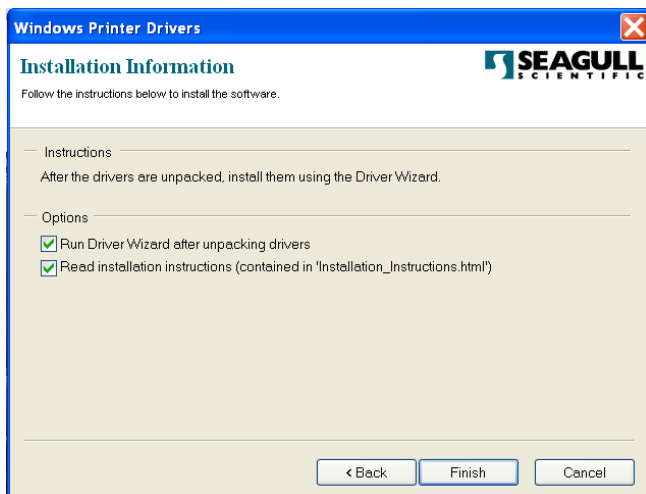 Windows Printer Drivers
Installation Information
SEAGULL
SCIENTIFIC
Follow the instructions below to install the software.
Instructions
After the drivers are unpacked, install them using the Driver Wizard.
Options
Run Driver Wizard after unpacking drivers
Read installation instructions (contained in 'Installation_Instructions.html')
< Back Finish Cancel